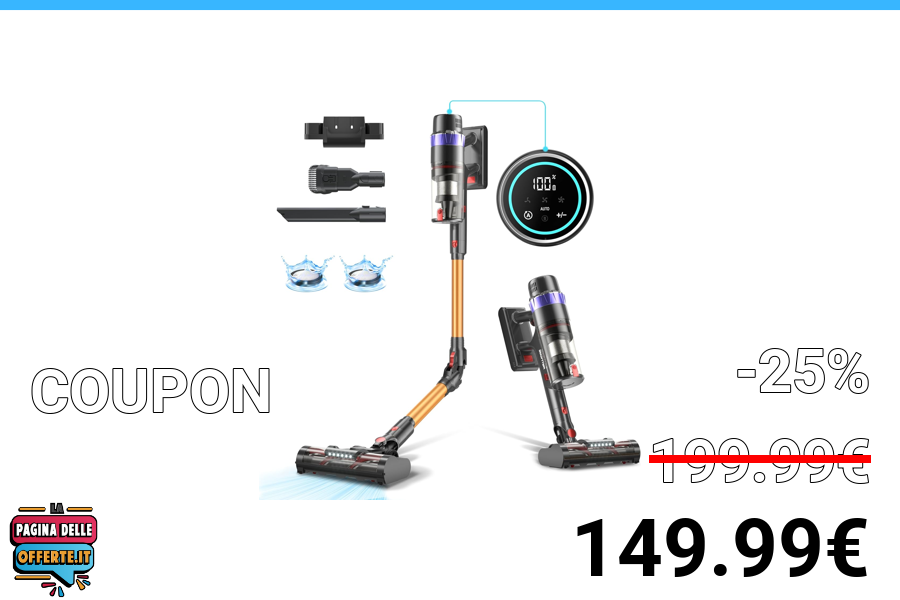 100%
AUTO
A
+/-
COUPON
-25%
199.99€
149.99€
LA
PAGINA DELLE
OFFERTE.IT